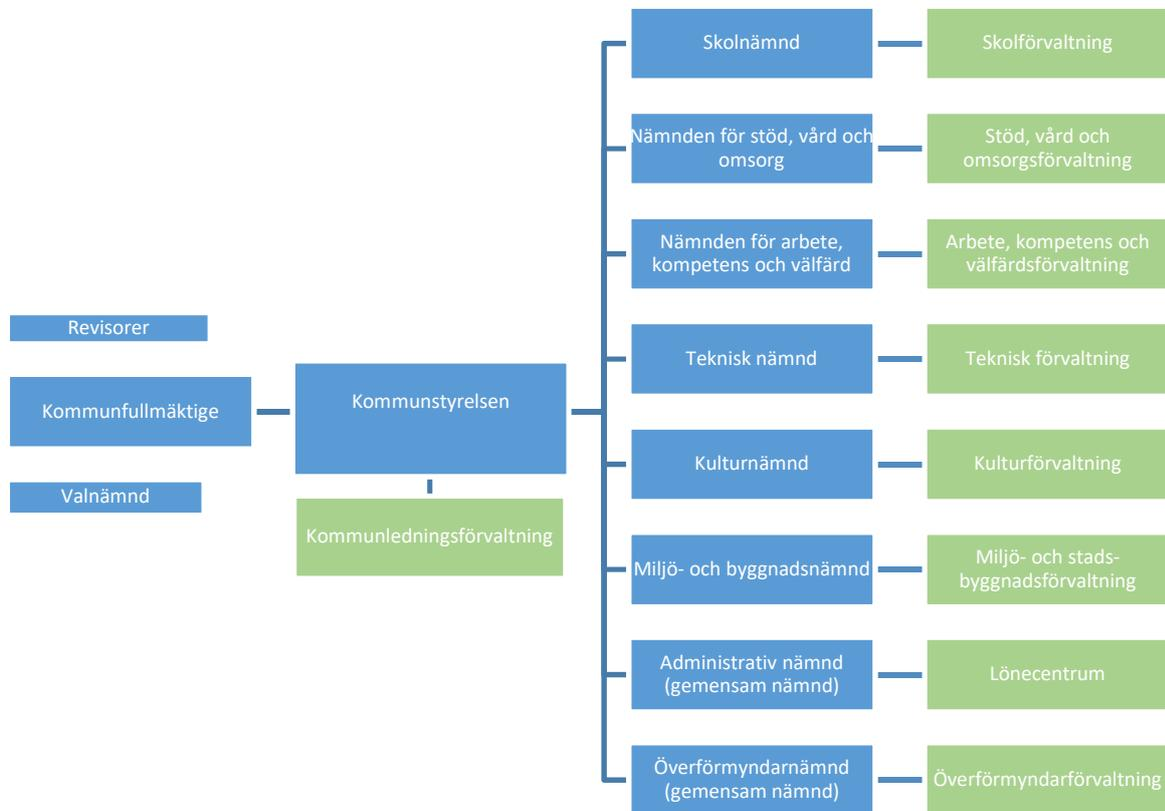 Revisorer
Kommunfullmäktige
Valnämnd
Kommunstyrelsen
Kommunledningsförvaltning
Skolnämnd
Skolförvaltning
Nämnden för stöd, vård och
omsorg
Stöd, vård och
omsorgsförvaltning
Nämnden för arbete,
kompetens och välfärd
Arbete, kompetens och
välfärdsförvaltning
Teknisk nämnd
Teknisk förvaltning
Kulturnämnd
Kulturförvaltning
Miljö- och byggnadsnämnd
Miljö- och stads-
byggnadsförvaltning
Administrativ nämnd
(gemensam nämnd)
Lönecentrum
Överförmyndarnämnd
(gemensam nämnd)
Överförmyndarförvaltning